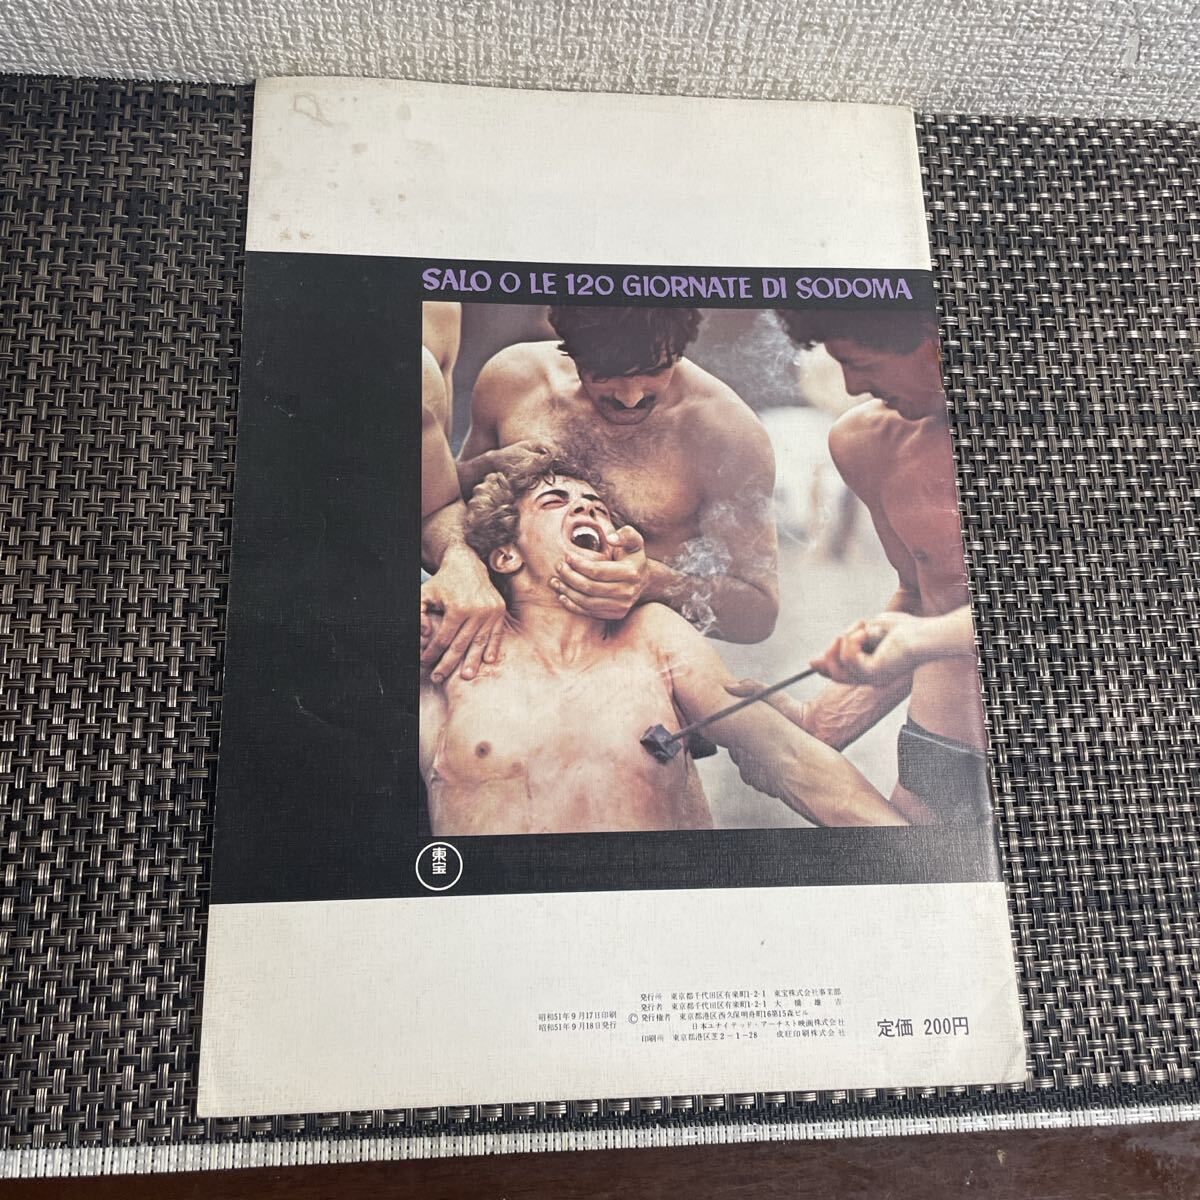 SALO O LE 120 GIORNATE DI SODOMA
東宝
昭和51年9月17日印刷
昭和51年9月18日発行
発行所 東京都千代田区有楽町1-2-1 東宝株式会社事業部
発行者 東京都千代田区有楽町1-2-1 大橋雄吉
©発行権者 東京都港区西久保明舟町16第15森ビル
日本ユナイテッド・アーチスト映画株式会社
印刷所 東京都港区芝2-1-28 成旺印刷株式会社
定価 200円